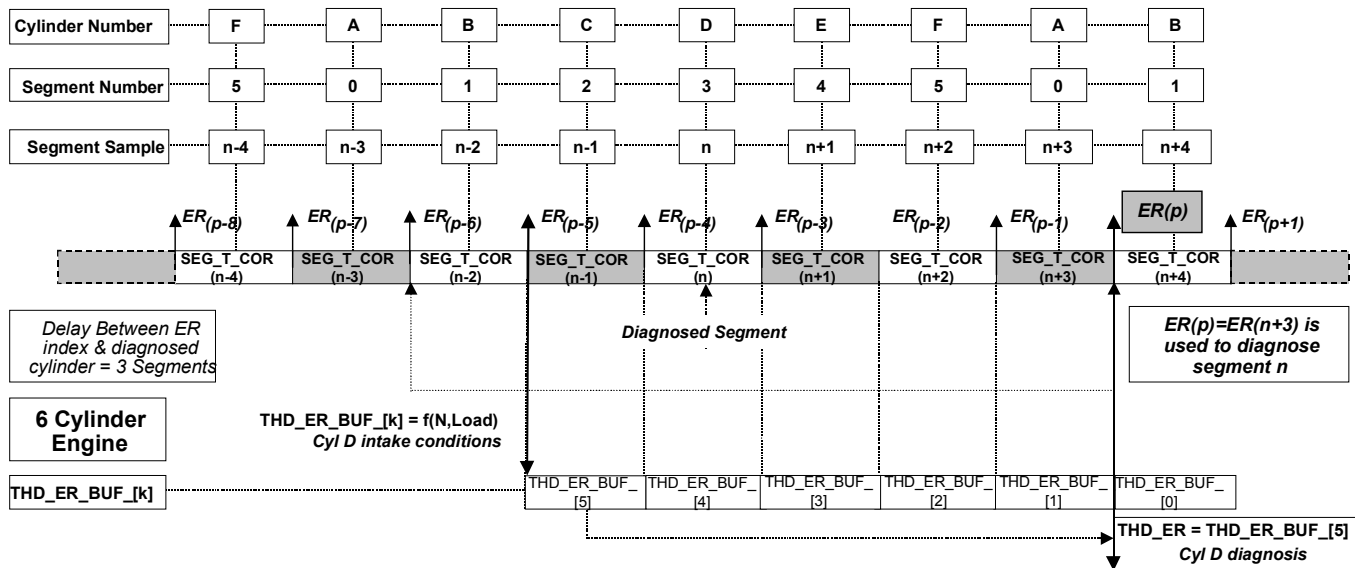 Cylinder Number F A B C D E F A B
Segment Number 5 0 1 2 3 4 5 0 1
Segment Sample n-4 n-3 n-2 n-1 n n+1 n+2 n+3 n+4
ER(p-8) ER(p-7) ER(p-6) ER(p-5) ER(p-4) ER(p-3) ER(p-2) ER(p-1) ER(p) ER(p+1)
SEG_T_COR SEG_T_COR SEG_T_COR SEG_T_COR SEG_T_COR SEG_T_COR SEG_T_COR SEG_T_COR SEG_T_COR
(n-4) (n-3) (n-2) (n-1) (n) (n+1) (n+2) (n+3) (n+4)
Delay Between ER
index & diagnosed
cylinder = 3 Segments
Diagnosed Segment
ER(p)=ER(n+3) is
used to diagnose
segment n
6 Cylinder
Engine
THD_ER_BUF_[k] = f(N,Load)
Cyl D intake conditions
THD_ER_BUF_[k]
THD_ER_BUF_ THD_ER_BUF_ THD_ER_BUF_ THD_ER_BUF_ THD_ER_BUF_ THD_ER_BUF_
[5] [4] [3] [2] [1] [0]
THD_ER = THD_ER_BUF_[5]
Cyl D diagnosis